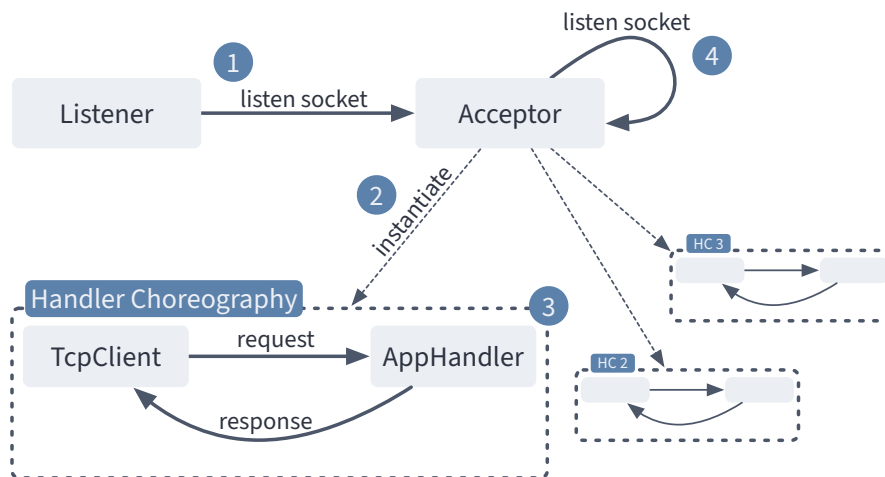 listen socket
1
4
listen socket
Listener
Acceptor
2
instantiate
HC 3
Handler Choreography
3
request
TcpClient
AppHandler
HC 2
response